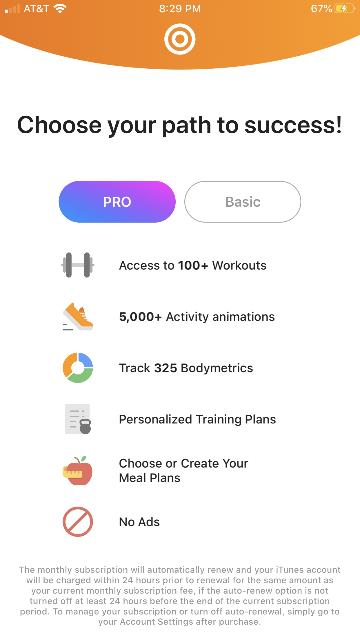 AT&T 8:29 PM 67%
Choose your path to success!
PRO Basic
Access to 100+ Workouts
5,000+ Activity animations
Track 325 Bodymetrics
Personalized Training Plans
Choose or Create Your
Meal Plans
No Ads
The monthly subscription will automatically renew and your iTunes account
will be charged within 24 hours prior to renewal for the same amount as
your current monthly subscription fee, if the auto-renew option is not
turned off at least 24 hours before the end of the current subscription
period. To manage your subscription or turn off auto-renewal, simply go to
your Account Settings after purchase.